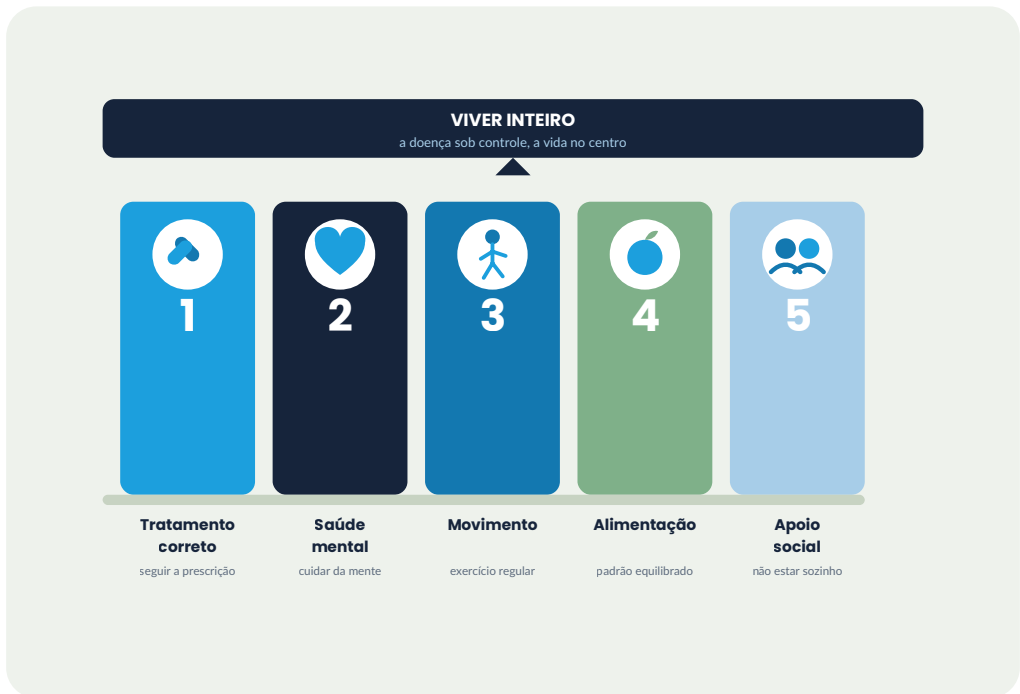 VIVER INTEIRO
a doença sob controle, a vida no centro
1
2
3
4
5
Tratamento
correto
seguir a prescrição
Saúde
mental
cuidar da mente
Movimento
exercício regular
Alimentação
padrão equilibrado
Apoio
social
não estar sozinho